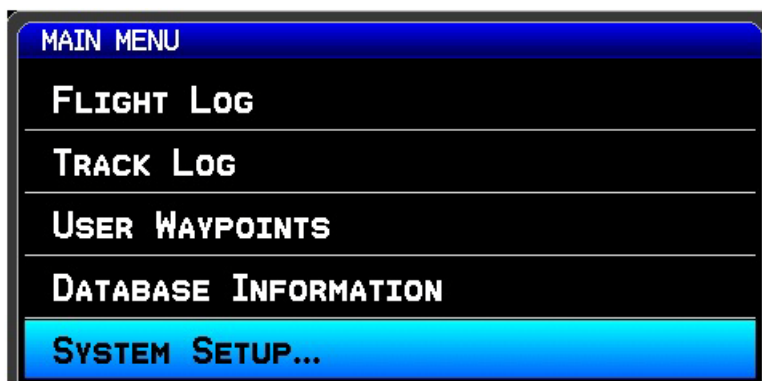 MAIN MENU
FLIGHT LOG
TRACK LOG
USER WAYPOINTS
DATABASE INFORMATION
SYSTEM SETUP...